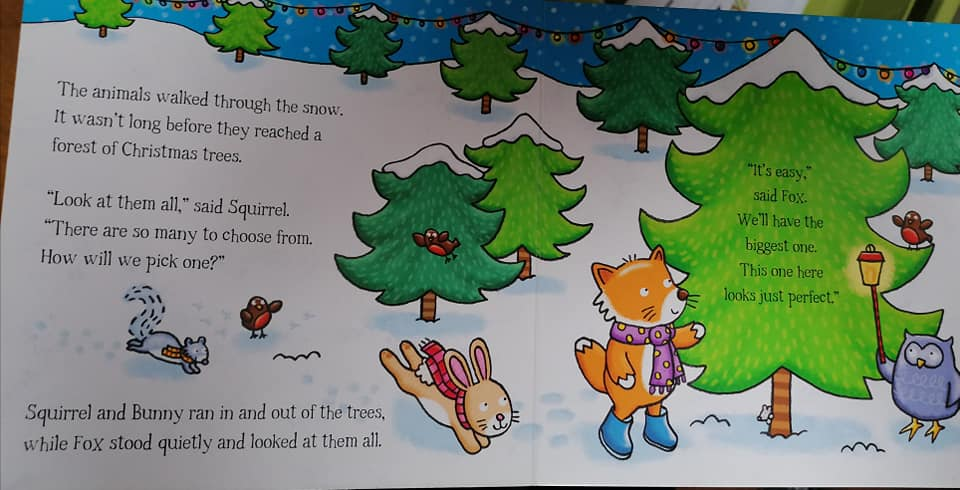 The animals walked through the snow.
It wasn't long before they reached a
forest of Christmas trees.
"Look at them all," said Squirrel.
"There are so many to choose from.
How will we pick one?"
Squirrel and Bunny ran in and out of the trees,
while Fox stood quietly and looked at them all.
"It's easy,"
said Fox.
We'll have the
biggest one.
This one here
looks just perfect."